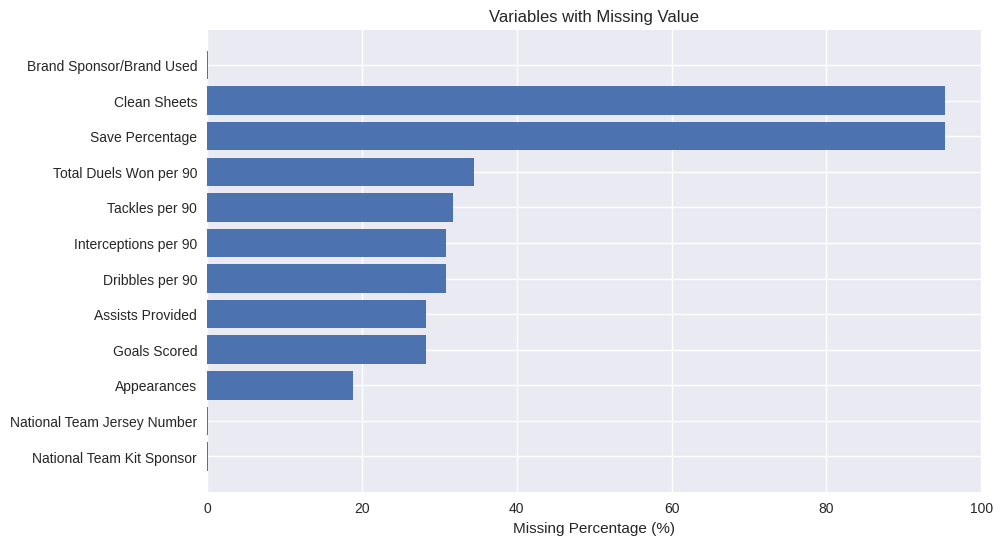 Variables with Missing Value
Brand Sponsor/Brand Used
Clean Sheets
Save Percentage
Total Duels Won per 90
Tackles per 90
Interceptions per 90
Dribbles per 90
Assists Provided
Goals Scored
Appearances
National Team Jersey Number
National Team Kit Sponsor
0 20 40 60 80 100
Missing Percentage (%)